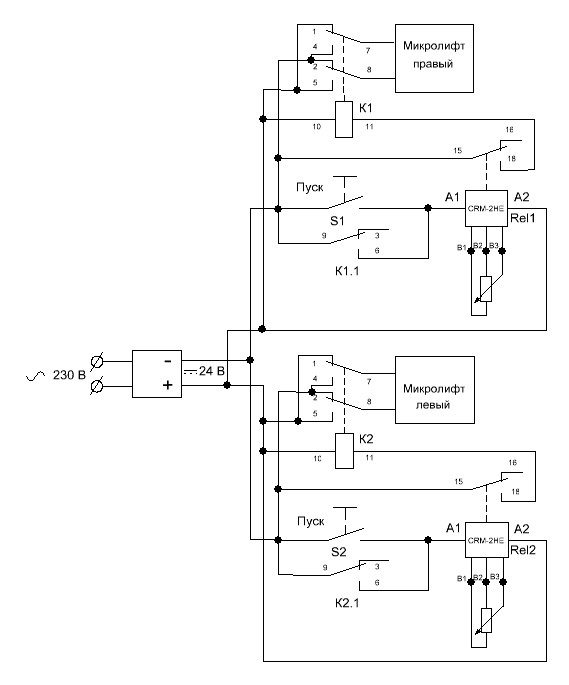 1
4
2
5
7
8
Микролифт
правый
К1
10
11
16
15
18
Пуск
S1
A1
A2
CRM-2HE
Rel1
9
3
6
К1.1
B1
B2
B3
230 В
-
+
24 В
1
4
2
5
7
8
Микролифт
левый
К2
10
11
16
15
18
Пуск
S2
A1
A2
CRM-2HE
Rel2
9
3
6
К2.1
B1
B2
B3